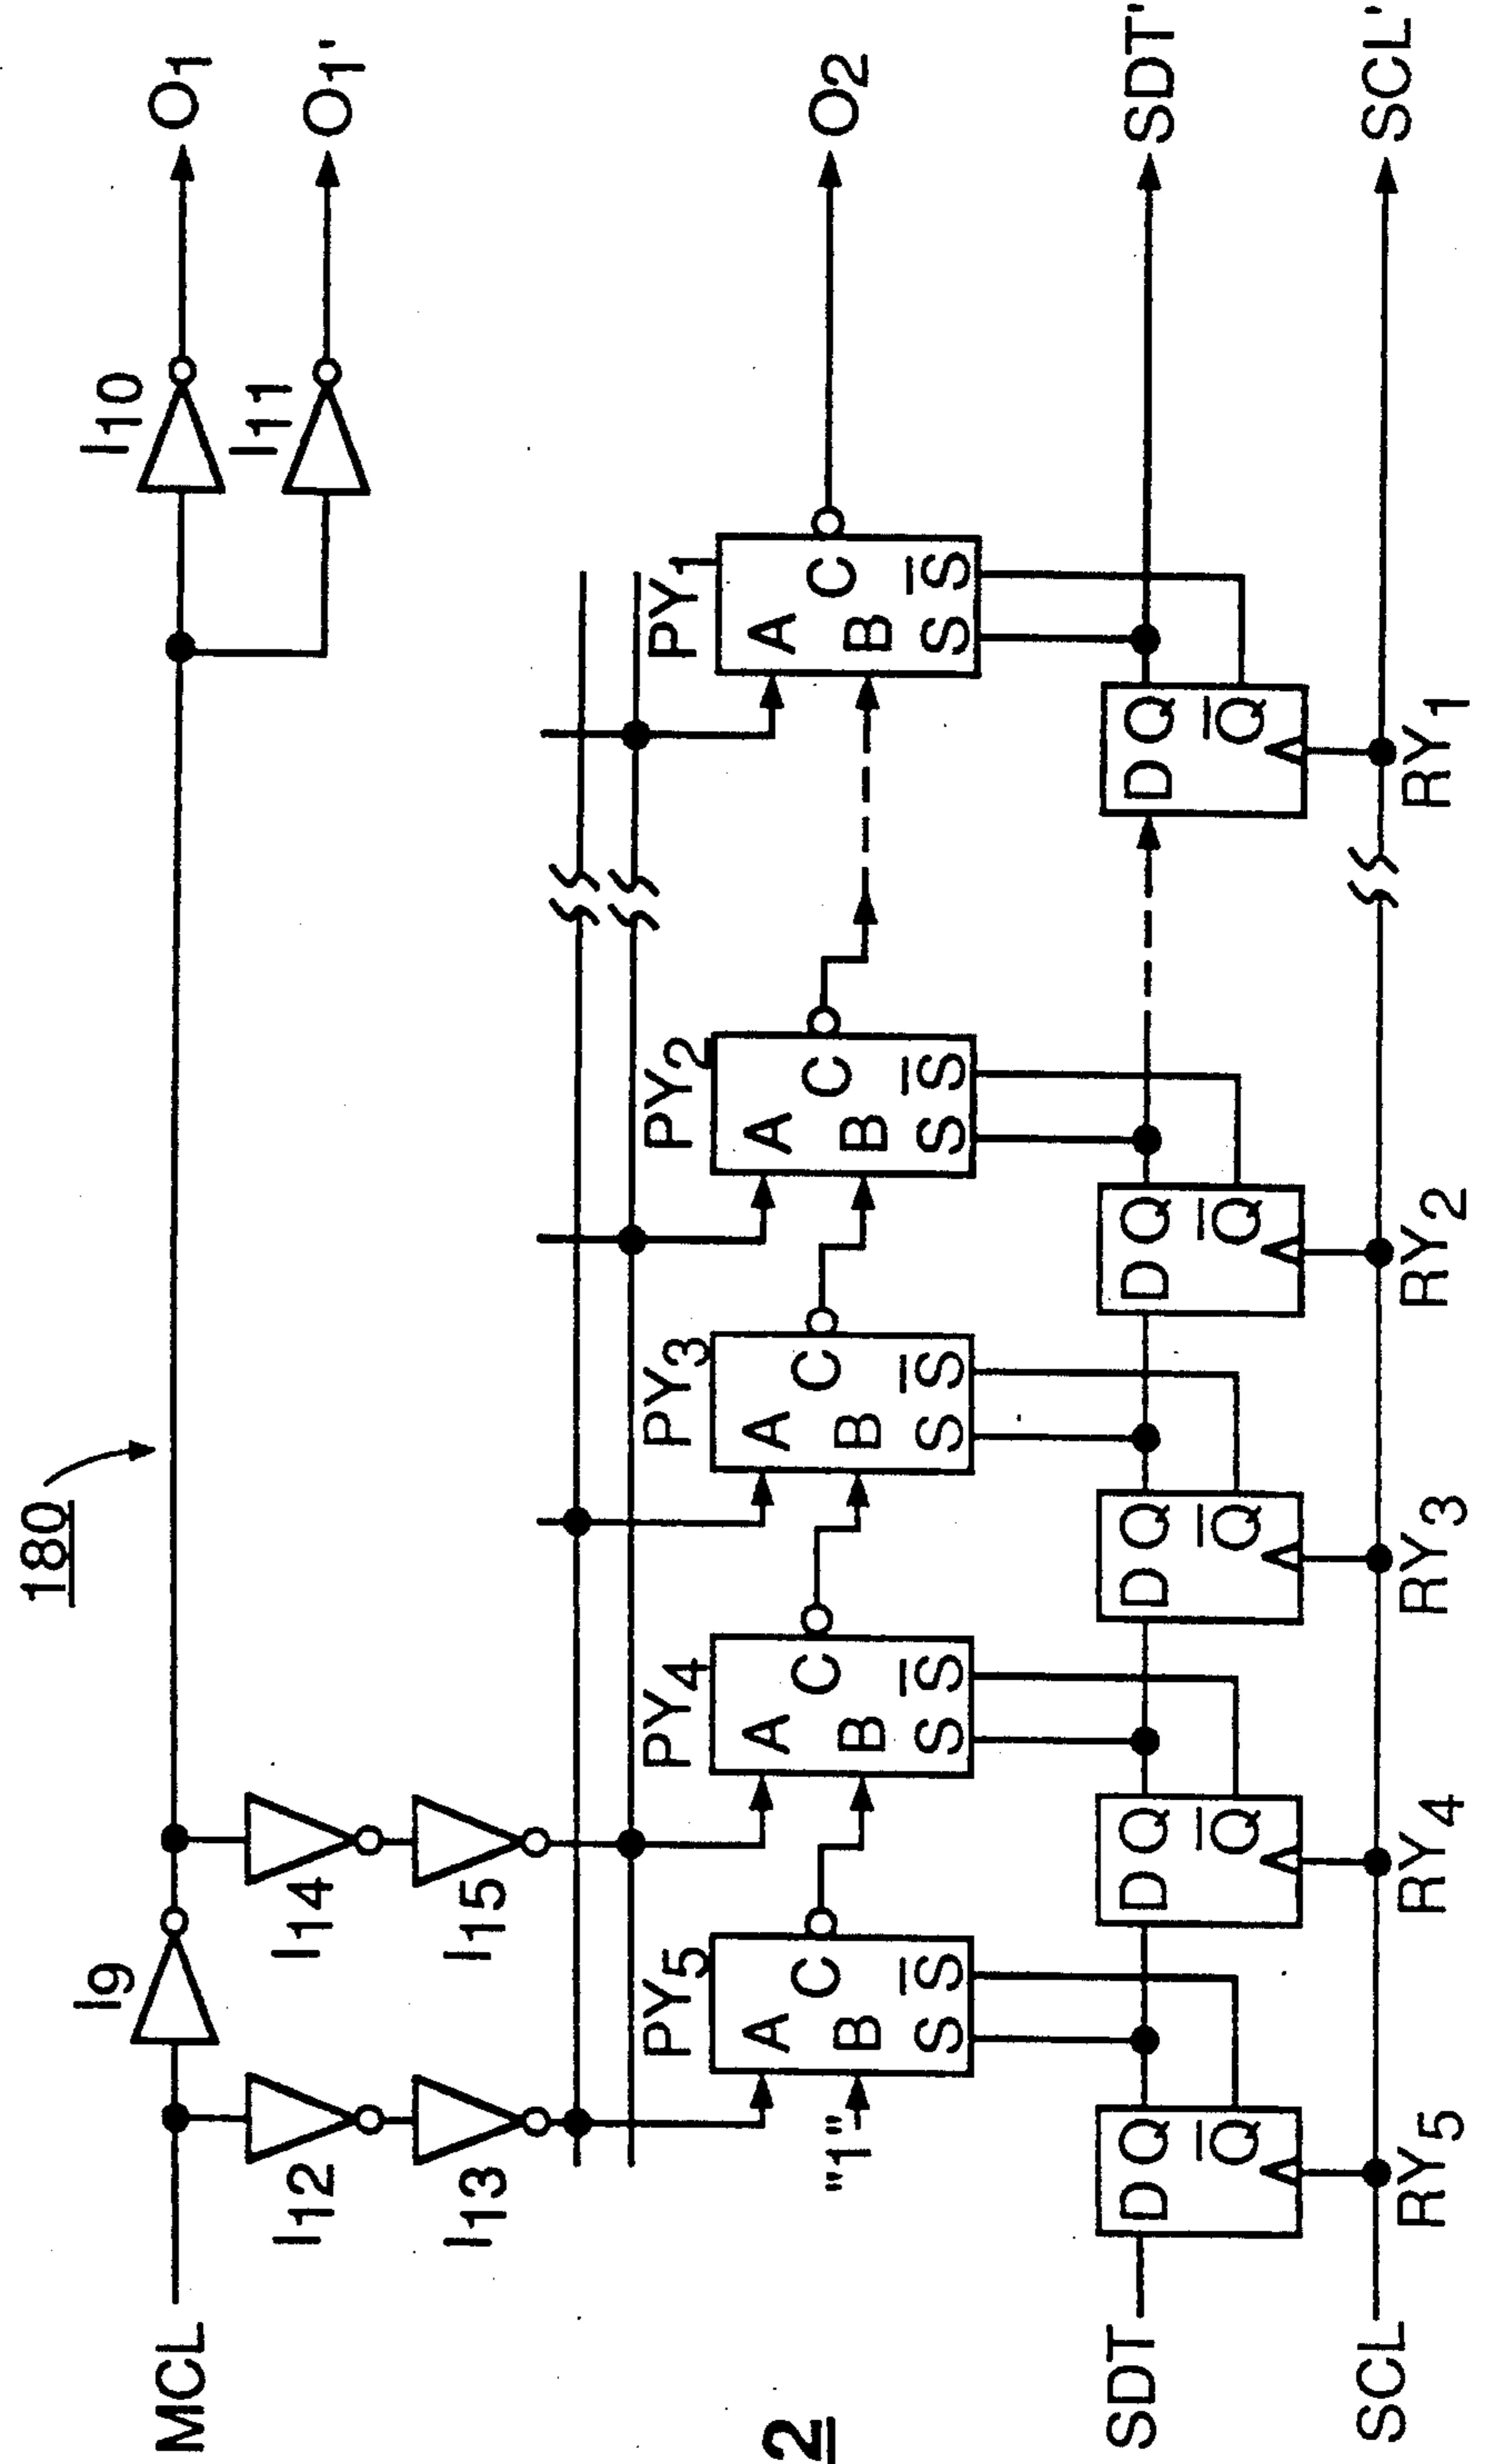 180
MCL
I9
I10
O1
I11
O1'
I12
I14
I13
I15
PY5
PY4
PY3
PY2
PY1
A
C
B
S
S̅
A
C
B
S
S̅
A
C
B
S
S̅
A
C
B
S
S̅
A
C
B
S
S̅
"1"
O2
2
SDT
D Q
Q̅
D Q
Q̅
D Q
Q̅
D Q
Q̅
D Q
Q̅
SDT'
SCL
RY5
RY4
RY3
RY2
RY1
SCL'